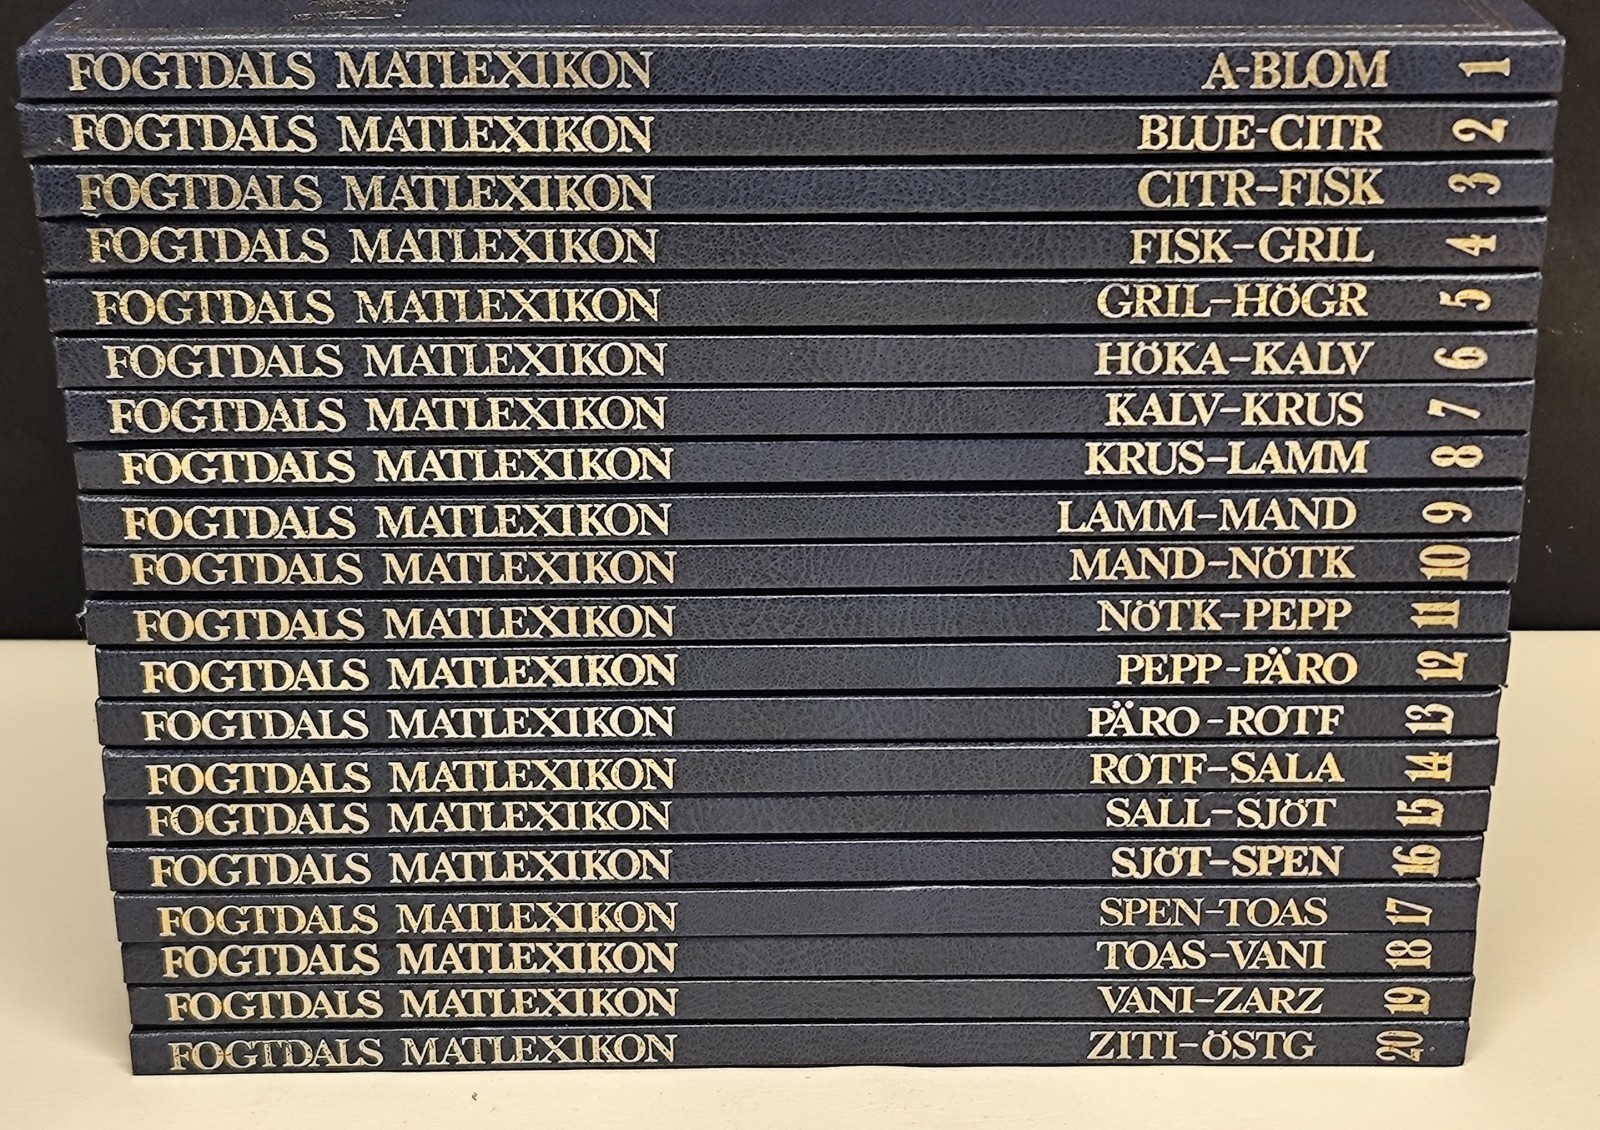 FOGTDALS MATLEXIKON A-BLOM 1
FOGTDALS MATLEXIKON BLUE-CITR 2
FOGTDALS MATLEXIKON CITR-FISK 3
FOGTDALS MATLEXIKON FISK-GRIL 4
FOGTDALS MATLEXIKON GRIL-HÖGR 5
FOGTDALS MATLEXIKON HÖKA-KALV 6
FOGTDALS MATLEXIKON KALV-KRUS 7
FOGTDALS MATLEXIKON KRUS-LAMM 8
FOGTDALS MATLEXIKON LAMM-MAND 9
FOGTDALS MATLEXIKON MAND-NÖTK 10
FOGTDALS MATLEXIKON NÖTK-PEPP 11
FOGTDALS MATLEXIKON PEPP-PÄRO 12
FOGTDALS MATLEXIKON PÄRO-ROTF 13
FOGTDALS MATLEXIKON ROTF-SALA 14
FOGTDALS MATLEXIKON SALL-SJÖT 15
FOGTDALS MATLEXIKON SJÖT-SPEN 16
FOGTDALS MATLEXIKON SPEN-TOAS 17
FOGTDALS MATLEXIKON TOAS-VANI 18
FOGTDALS MATLEXIKON VANI-ZARZ 19
FOGTDALS MATLEXIKON ZITI-ÖSTG 20